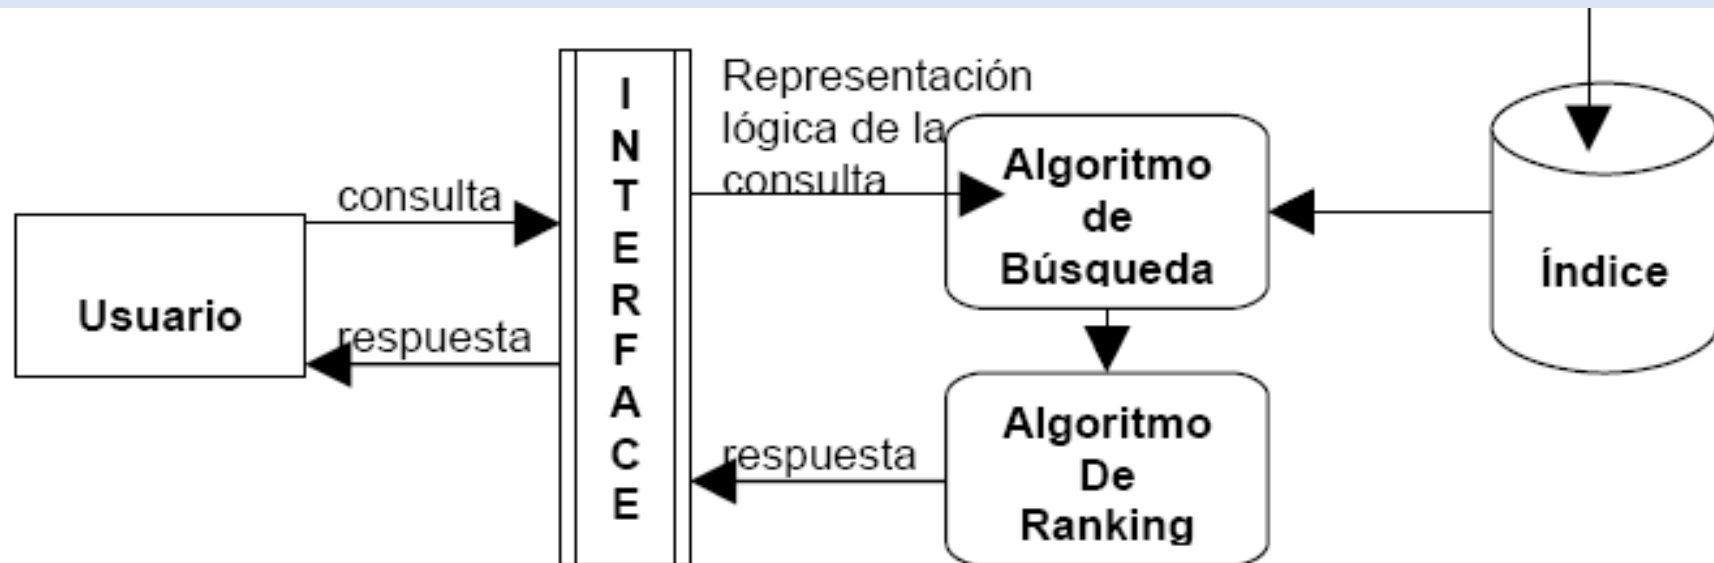 Usuario
consulta
respuesta
I
N
T
E
R
F
A
C
E
Representación
lógica de la
consulta
Algoritmo
de
Búsqueda
Índice
respuesta
Algoritmo
De
Ranking